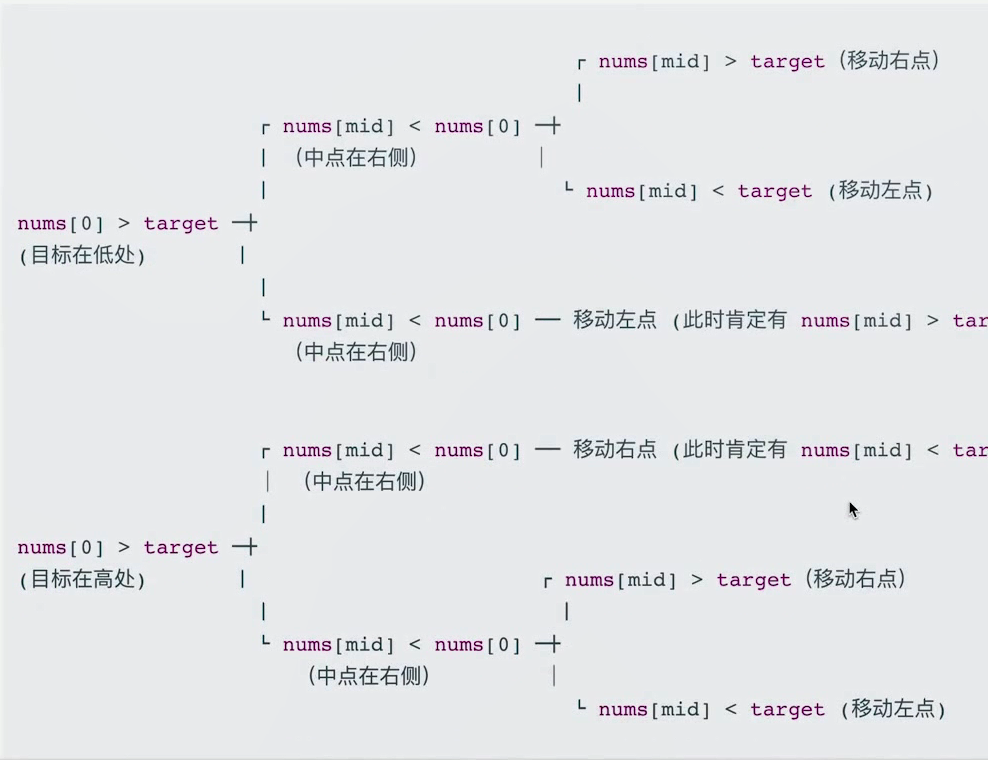 nums[mid] > target (移动右点)
nums[mid] < nums[0]
(中点在右侧)
nums[mid] < target (移动左点)
nums[0] > target
(目标在低处)
nums[mid] < nums[0] — 移动左点 (此时肯定有 nums[mid] > tar
(中点在右侧)
nums[mid] < nums[0] — 移动右点 (此时肯定有 nums[mid] < tar
(中点在右侧)
nums[0] > target
(目标在高处)
nums[mid] > target (移动右点)
nums[mid] < nums[0]
(中点在右侧)
nums[mid] < target (移动左点)